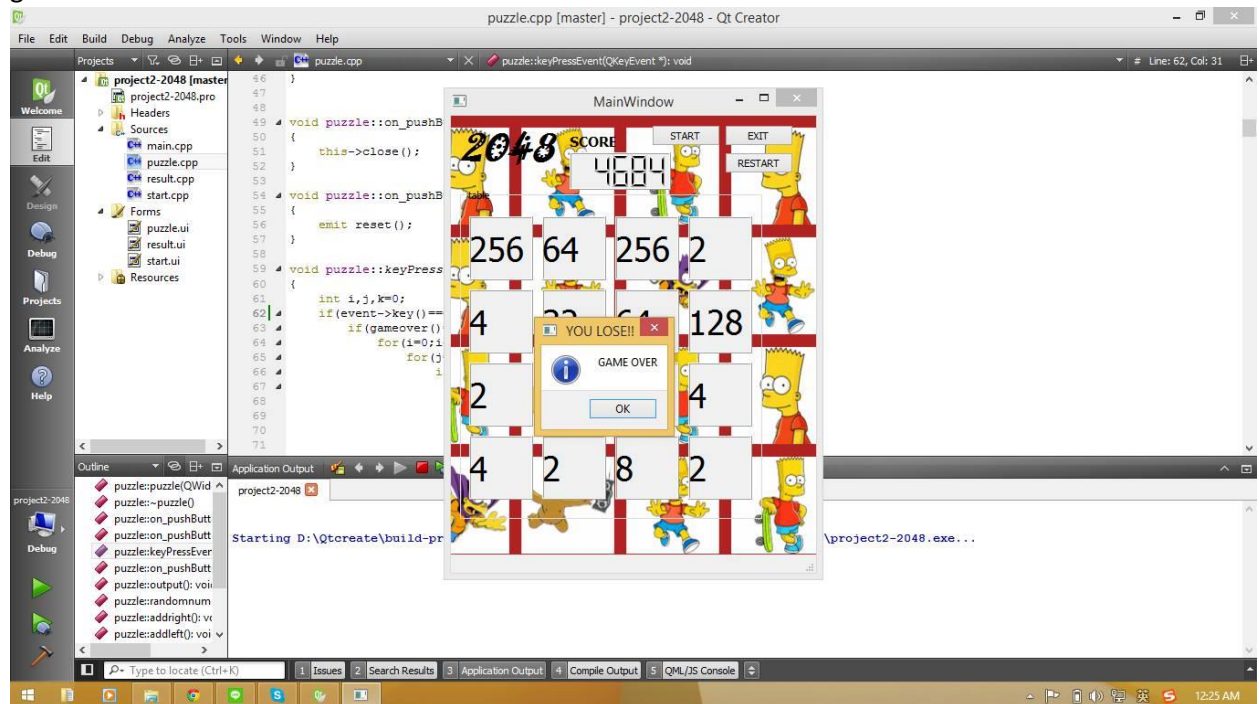 puzzle.cpp [master] - project2-2048 - Qt Creator
File Edit Build Debug Analyze Tools Window Help
Projects puzzle.cpp puzzle::keyPressEvent(QKeyEvent *): void # Line: 62, Col: 31
Welcome
Edit
Design
Debug
Projects
Analyze
Help
project2-2048
Debug
project2-2048 [master
project2-2048.pro
Headers
Sources
main.cpp
puzzle.cpp
result.cpp
start.cpp
Forms
puzzle.ui
result.ui
start.ui
Resources
46 }
47
48
49 void puzzle::on_pushB
50 {
51 this->close();
52 }
53
54 void puzzle::on_pushB
55 {
56 emit reset();
57 }
58
59 void puzzle::keyPress
60 {
61 int i,j,k=0;
62 if(event->key()==
63 if(gameover()
64 for(i=0;i
65 for(j
66 i
67
68
69
70
71
MainWindow
2048 SCORE START EXIT
4684 RESTART
table
256 64 256 2
4 128
2 4
4 2 8 2
YOU LOSE!!
GAME OVER
OK
Outline
puzzle::puzzle(QWid
puzzle::~puzzle()
puzzle::on_pushButt
puzzle::on_pushButt
puzzle::keyPressEver
puzzle::on_pushButt
puzzle::output(): voi
puzzle::randomnum
puzzle::addright(): vo
puzzle::addleft(): voi
Application Output
project2-2048
Starting D:\Qtcreate\build-pr \project2-2048.exe...
Type to locate (Ctrl+K) 1 Issues 2 Search Results 3 Application Output 4 Compile Output 5 QML/JS Console
英 12:25 AM